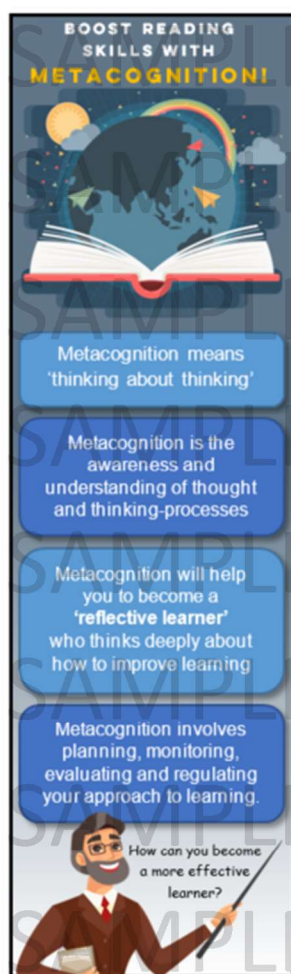 BOOST READING
SKILLS WITH
METACOGNITION!
Metacognition means
'thinking about thinking'
Metacognition is the
awareness and
understanding of thought
and thinking-processes
Metacognition will help
you to become a
'reflective learner'
who thinks deeply about
how to improve learning
Metacognition involves
planning, monitoring,
evaluating and regulating
your approach to learning.
How can you become
a more effective
learner?
SAMPLE